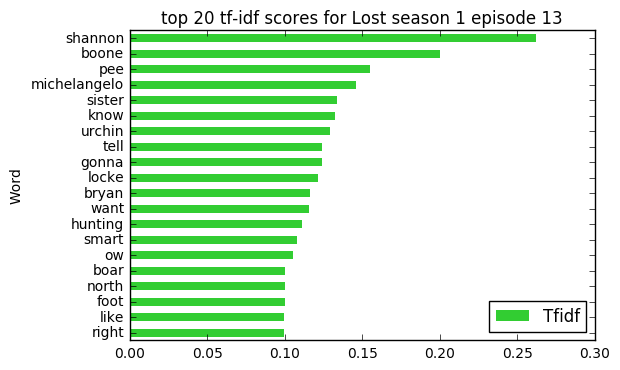 top 20 tf-idf scores for Lost season 1 episode 13
Word
shannon
boone
pee
michelangelo
sister
know
urchin
tell
gonna
locke
bryan
want
hunting
smart
ow
boar
north
foot
like
right
Tfidf
0.00 0.05 0.10 0.15 0.20 0.25 0.30